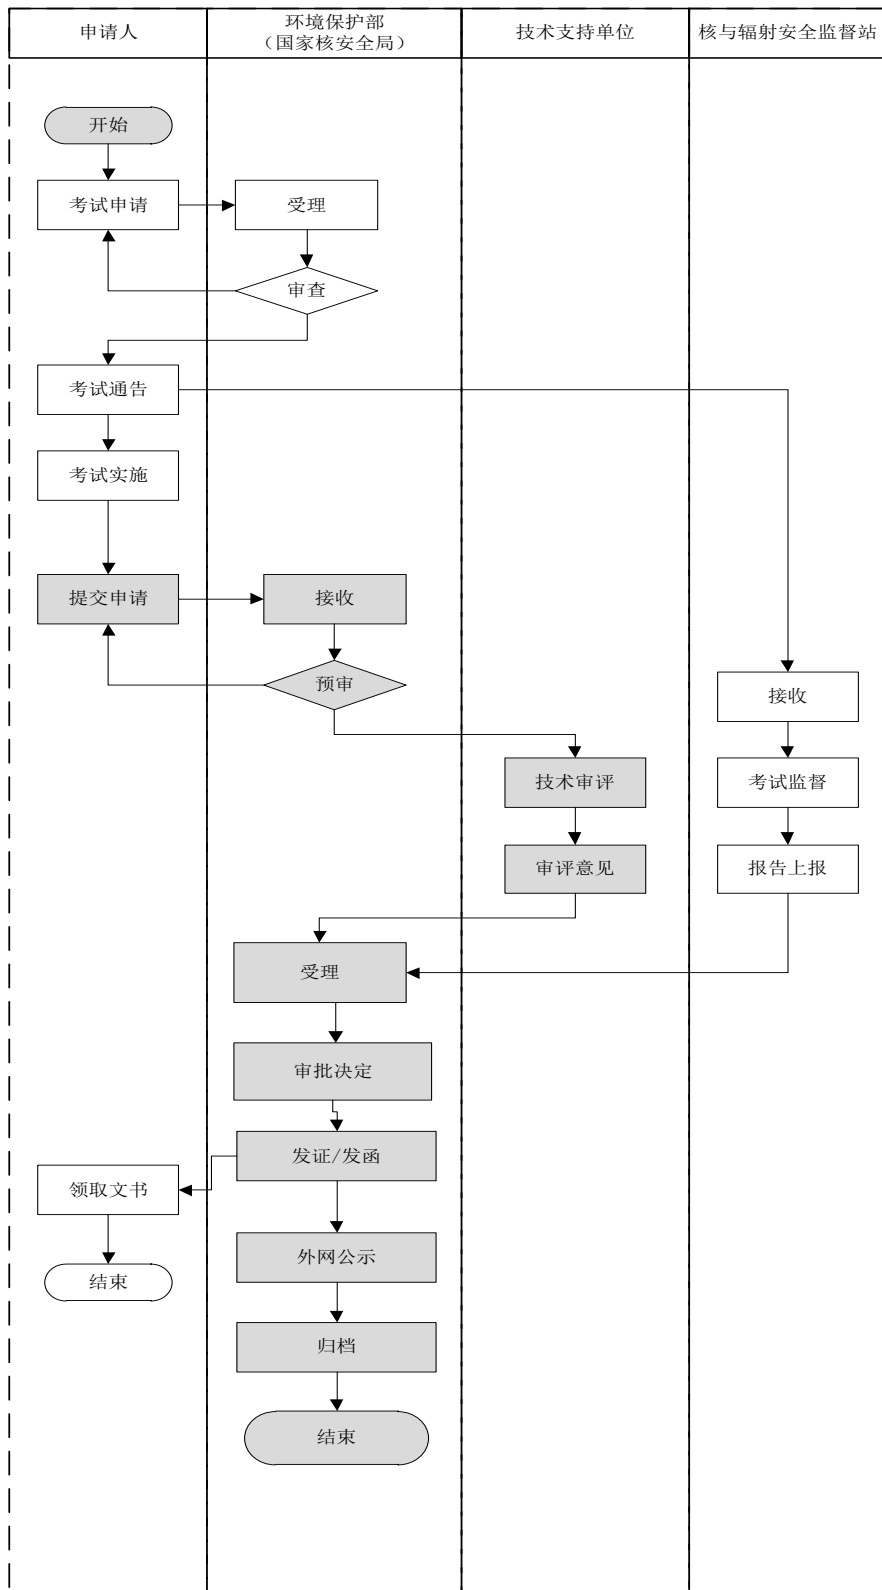 申请人
环境保护部
（国家核安全局）
技术支持单位
核与辐射安全监督站
开始
考试申请
受理
审查
考试通告
考试实施
提交申请
接收
预审
接收
技术审评
考试监督
审评意见
报告上报
受理
审批决定
发证/发函
领取文书
外网公示
结束
归档
结束